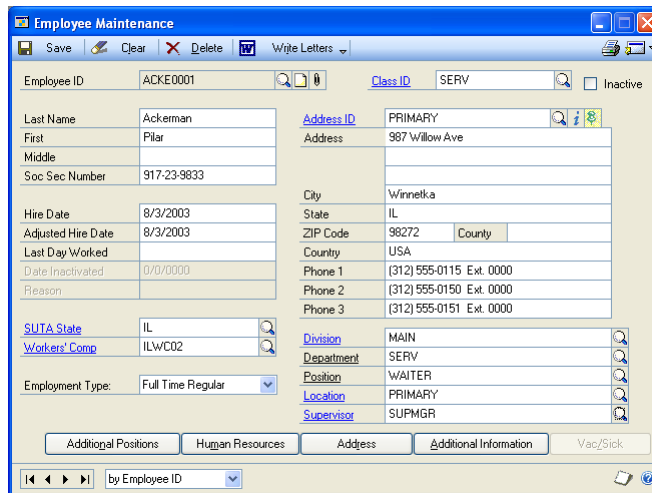 Employee Maintenance
Save Clear Delete Write Letters
Employee ID ACKE0001 Class ID SERV Inactive
Last Name Ackerman Address ID PRIMARY
First Pilar Address 987 Willow Ave
Middle
Soc Sec Number 917-23-9833
City Winnetka
Hire Date 8/3/2003 State IL
Adjusted Hire Date 8/3/2003 ZIP Code 98272 County
Last Day Worked Country USA
Date Inactivated 0/0/0000 Phone 1 (312) 555-0115 Ext. 0000
Reason Phone 2 (312) 555-0150 Ext. 0000
Phone 3 (312) 555-0151 Ext. 0000
SUTA State IL Division MAIN
Workers' Comp ILWC02 Department SERV
Position WAITER
Employment Type: Full Time Regular Location PRIMARY
Supervisor SUPMGR
Additional Positions Human Resources Address Additional Information Vac/Sick
by Employee ID